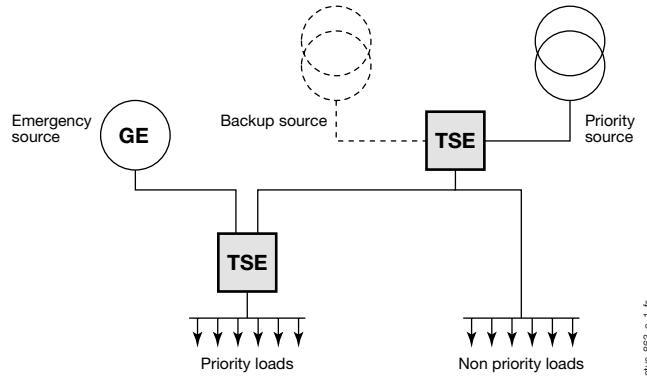 Emergency
source
GE
Backup source
TSE
Priority
source
TSE
Priority loads
Non priority loads